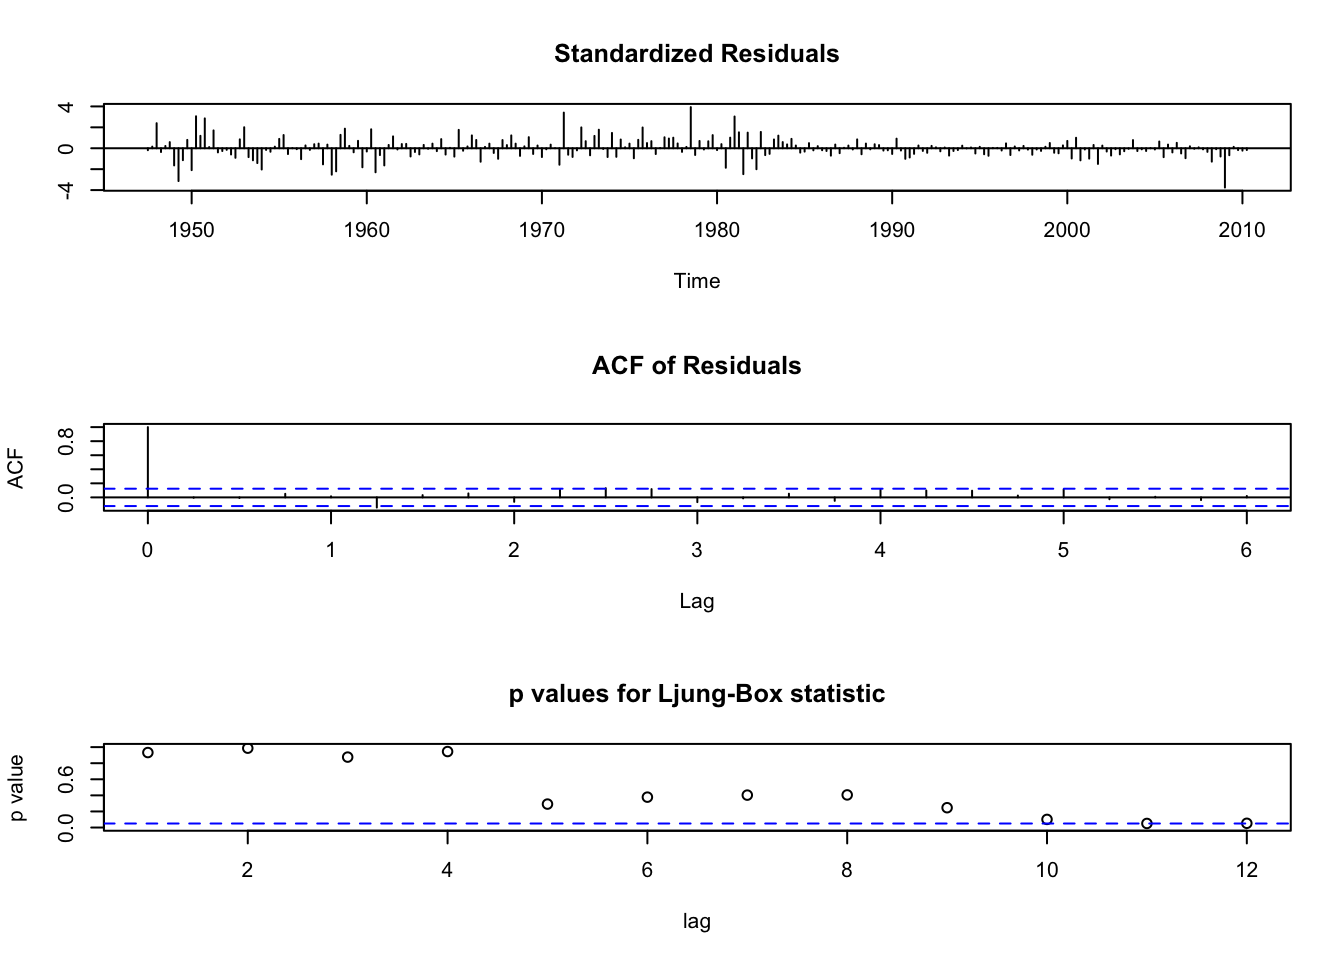 Standardized Residuals
4
0
-4
1950 1960 1970 1980 1990 2000 2010
Time
ACF of Residuals
ACF
0.8
0.0
0 1 2 3 4 5 6
Lag
p values for Ljung-Box statistic
p value
0.6
0.0
2 4 6 8 10 12
lag